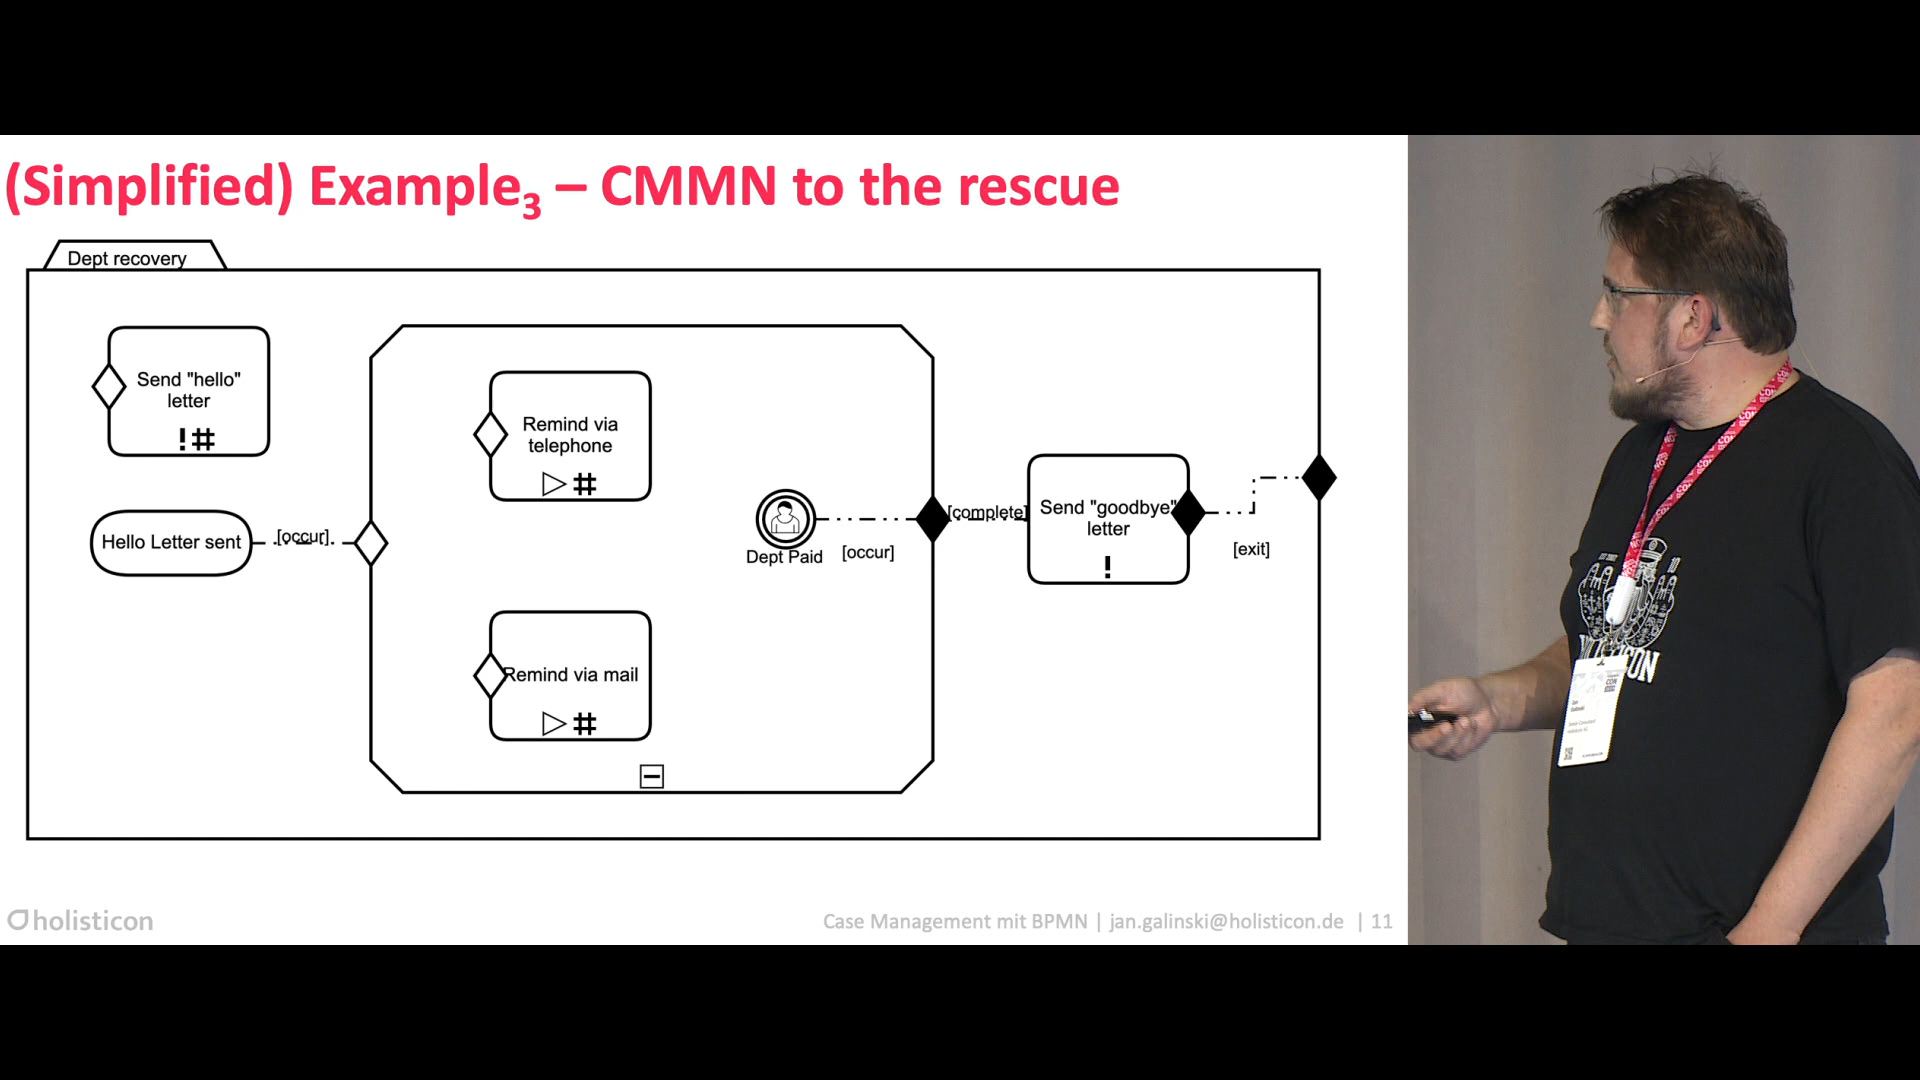 (Simplified) Example3 – CMMN to the rescue
Dept recovery
Send "hello"
letter
!#
Hello Letter sent
[occur]
Remind via
telephone
#
Dept Paid
[occur]
Remind via mail
#
[complete]
Send "goodbye"
letter
!
[exit]
holisticon
Case Management mit BPMN | jan.galinski@holisticon.de | 11